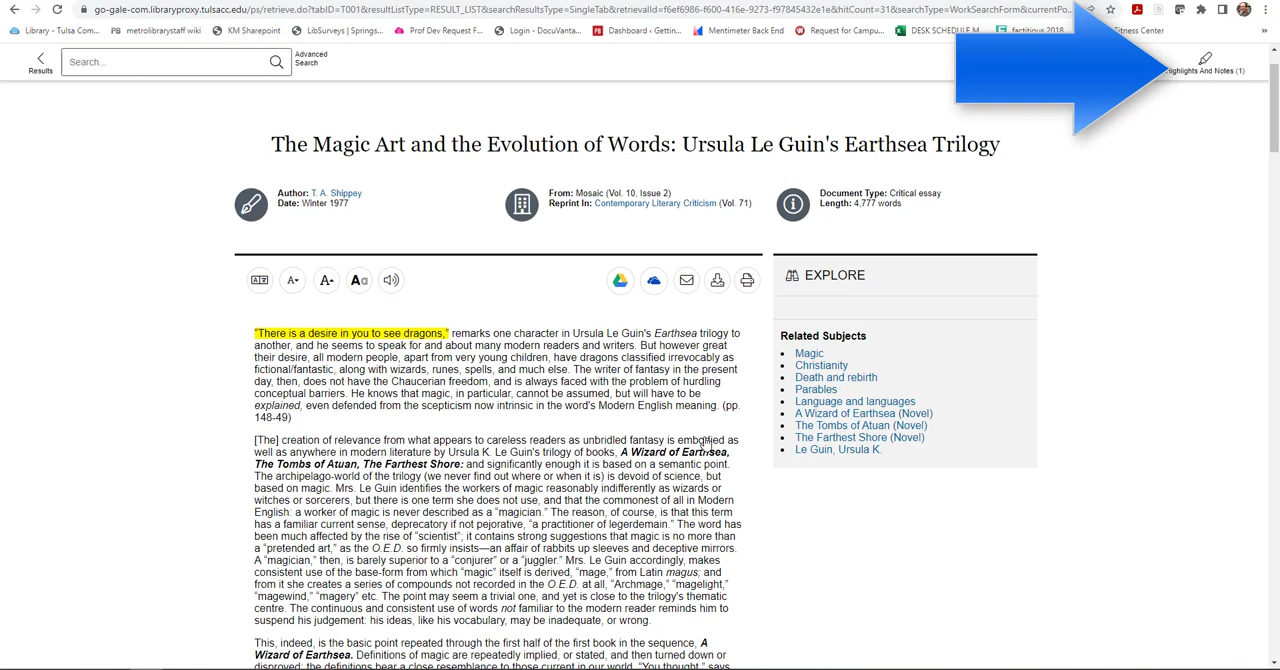 go-gale-com.libraryproxy.tulsacc.edu/ps/retrieve.do?tabID=T001&resultListType=RESULT_LIST&searchResultsType=SingleTab&retrievalId=f6ef6986-f600-416e-9273-f97845432e1e&hitCount=31&searchType=WorkSearchForm&currentPo...
Library - Tulsa Com... PB metrolibrarystaff wiki KM Sharepoint LibSurveys | Springs... Prof Dev Request F... Login - DocuVanta... Dashboard ‹ Gettin... Mimentier Back End Request for Campu... DESK SCHEDULE M factitious 2018 Fitness Center »
Results
Search...
Advanced
Search
Highlights And Notes (1)
The Magic Art and the Evolution of Words: Ursula Le Guin's Earthsea Trilogy
Author: T. A. Shippey
Date: Winter 1977
From: Mosaic (Vol. 10, Issue 2)
Reprint In: Contemporary Literary Criticism (Vol. 71)
Document Type: Critical essay
Length: 4,777 words
A- A+ Aa
EXPLORE
Related Subjects
• Magic
• Christianity
• Death and rebirth
• Parables
• Language and languages
• A Wizard of Earthsea (Novel)
• The Tombs of Atuan (Novel)
• The Farthest Shore (Novel)
• Le Guin, Ursula K.
“There is a desire in you to see dragons,” remarks one character in Ursula Le Guin's Earthsea trilogy to
another, and he seems to speak for and about many modern readers and writers. But however great
their desire, all modern people, apart from very young children, have dragons classified irrevocably as
fictional/fantastic, along with wizards, runes, spells, and much else. The writer of fantasy in the present
day, then, does not have the Chaucerian freedom, and is always faced with the problem of hurdling
conceptual barriers. He knows that magic, in particular, cannot be assumed, but will have to be
explained, even defended from the scepticism now intrinsic in the word's Modern English meaning. (pp.
148-49)
[The] creation of relevance from what appears to careless readers as unbridled fantasy is embodied as
well as anywhere in modern literature by Ursula K. Le Guin's trilogy of books, A Wizard of Earthsea,
The Tombs of Atuan, The Farthest Shore: and significantly enough it is based on a semantic point.
The archipelago-world of the trilogy (we never find out where or when it is) is devoid of science, but
based on magic. Mrs. Le Guin identifies the workers of magic reasonably indifferently as wizards or
witches or sorcerers, but there is one term she does not use, and that the commonest of all in Modern
English: a worker of magic is never described as a “magician.” The reason, of course, is that this term
has a familiar current sense, deprecatory if not pejorative, “a practitioner of legerdemain.” The word has
been much affected by the rise of “scientist”; it contains strong suggestions that magic is no more than
a “pretended art,” as the O.E.D. so firmly insists—an affair of rabbits up sleeves and deceptive mirrors.
A “magician,” then, is barely superior to a “conjurer” or a “juggler.” Mrs. Le Guin accordingly, makes
consistent use of the base-form from which “magic” itself is derived, “mage,” from Latin magus; and
from it she creates a series of compounds not recorded in the O.E.D. at all, “Archmage,” “magelight,”
“magewind,” “magery” etc. The point may seem a trivial one, and yet is close to the trilogy's thematic
centre. The continuous and consistent use of words not familiar to the modern reader reminds him to
suspend his judgement: his ideas, like his vocabulary, may be inadequate, or wrong.
This, indeed, is the basic point repeated through the first half of the first book in the sequence, A
Wizard of Earthsea. Definitions of magic are repeatedly implied, or stated, and then turned down or
disproved; the definitions bear a close resemblance to those current in our world. “You thought,” says